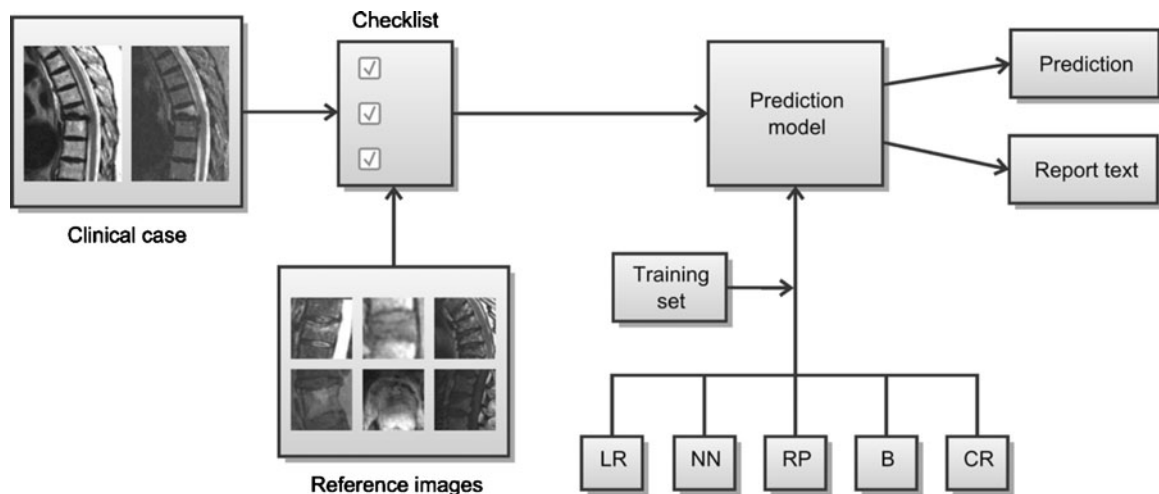 Checklist
Clinical case
Prediction
model
Prediction
Report text
Training
set
Reference images
LR
NN
RP
B
CR